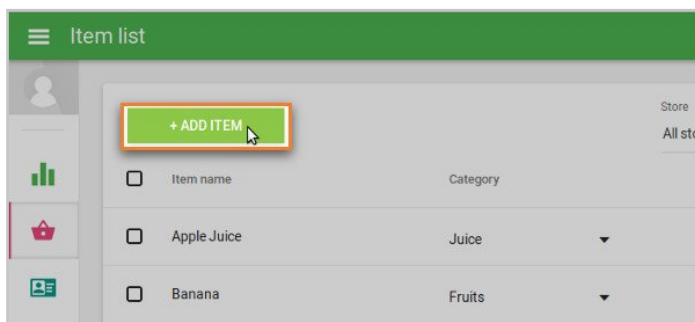 Item list
Store
+ ADD ITEM
All sto
Item name Category
Apple Juice Juice
Banana Fruits